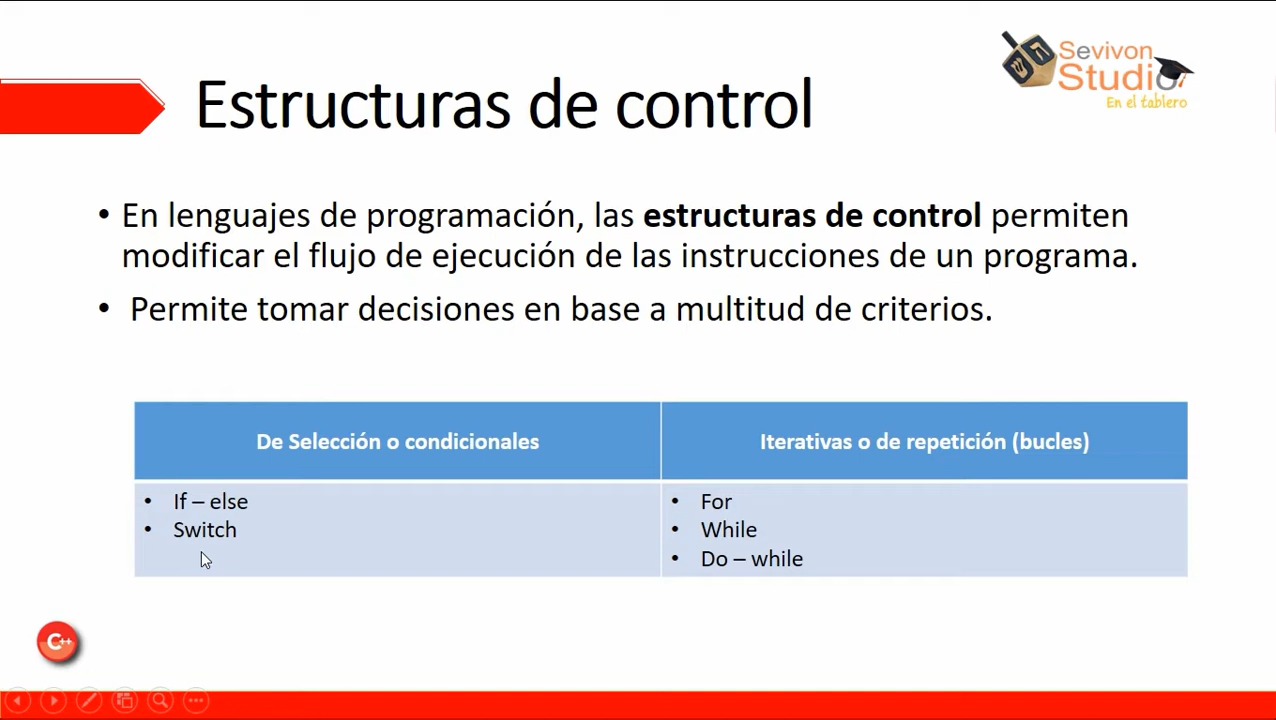 Sevivon
Studio
En el tablero
Estructuras de control
• En lenguajes de programación, las estructuras de control permiten
modificar el flujo de ejecución de las instrucciones de un programa.
• Permite tomar decisiones en base a multitud de criterios.
De Selección o condicionales
Iterativas o de repetición (bucles)
• If – else
• Switch
• For
• While
• Do – while
C++